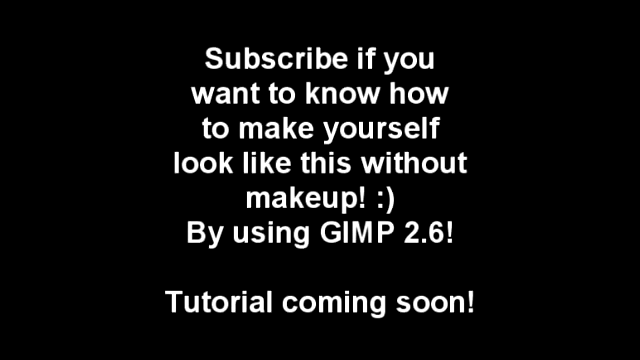 Subscribe if you
want to know how
to make yourself
look like this without
makeup! :)
By using GIMP 2.6!
Tutorial coming soon!